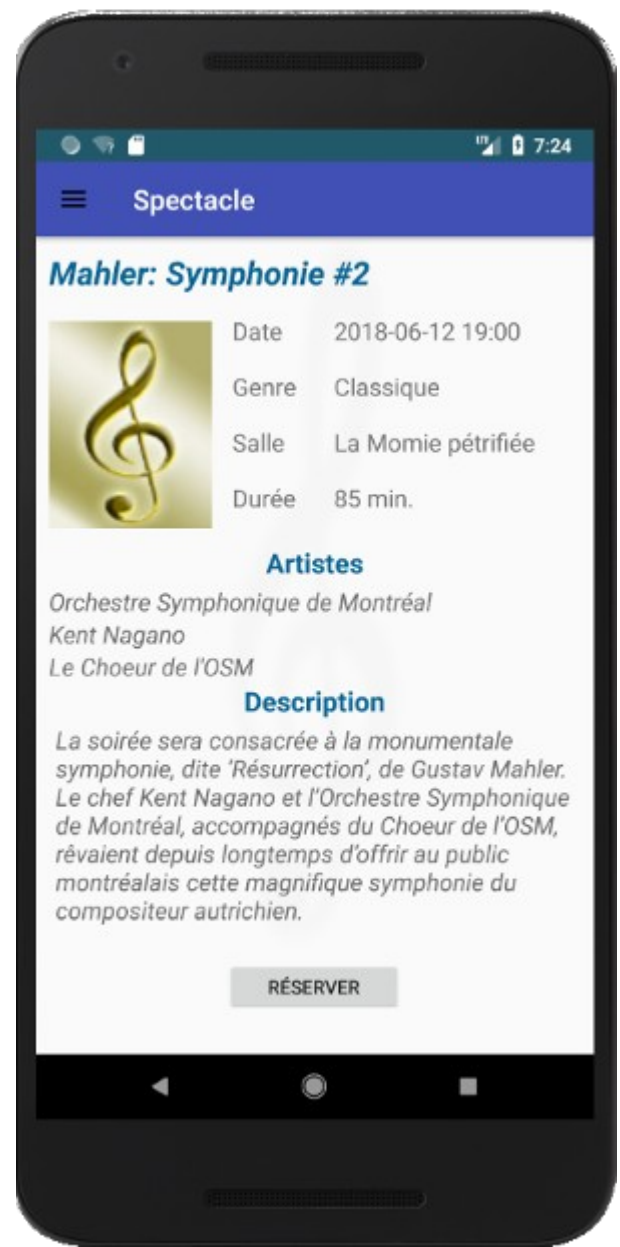 LTE 7:24
Spectacle
Mahler: Symphonie #2
Date 2018-06-12 19:00
Genre Classique
Salle La Momie pétrifiée
Durée 85 min.
Artistes
Orchestre Symphonique de Montréal
Kent Nagano
Le Choeur de l'OSM
Description
La soirée sera consacrée à la monumentale
symphonie, dite 'Résurrection', de Gustav Mahler.
Le chef Kent Nagano et l'Orchestre Symphonique
de Montréal, accompagnés du Choeur de l'OSM,
rêvaient depuis longtemps d'offrir au public
montréalais cette magnifique symphonie du
compositeur autrichien.
RÉSERVER